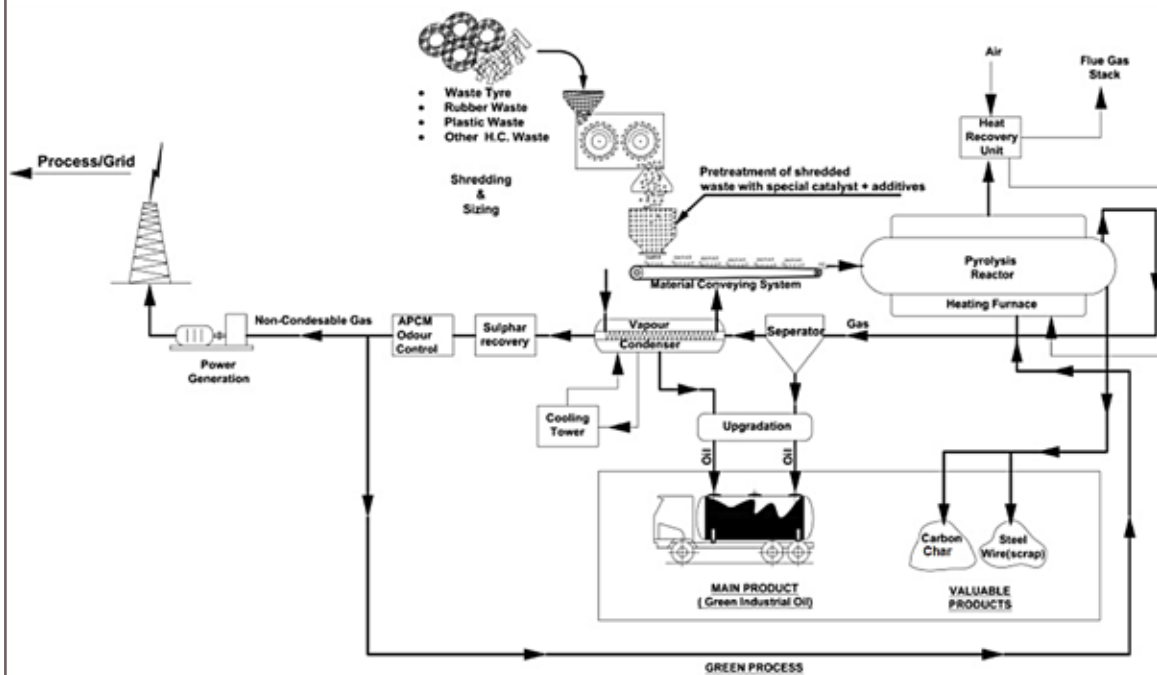 Waste Tyre
Rubber Waste
Plastic Waste
Other H.C. Waste
Shredding
&
Sizing
Air
Flue Gas
Stack
Heat
Recovery
Unit
Process/Grid
Pretreatment of shredded
waste with special catalyst + additives
Pyrolysis
Reactor
Heating Furnace
Material Conveying System
Non-Condesable Gas
APCM
Odour
Control
Sulphar
recovery
Vapour
Condenser
Seperator
Gas
Power
Generation
Cooling
Tower
Upgradation
Oil
Oil
Carbon
Char
Steel
Wire(scrap)
MAIN PRODUCT
( Green Industrial Oil)
VALUABLE
PRODUCTS
GREEN PROCESS